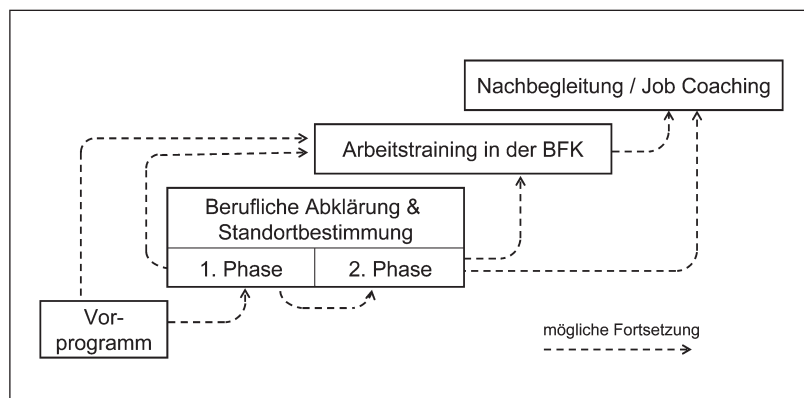 Nachbegleitung / Job Coaching
Arbeitstraining in der BFK
Berufliche Abklärung &
Standortbestimmung
1. Phase
2. Phase
Vor-
programm
mögliche Fortsetzung